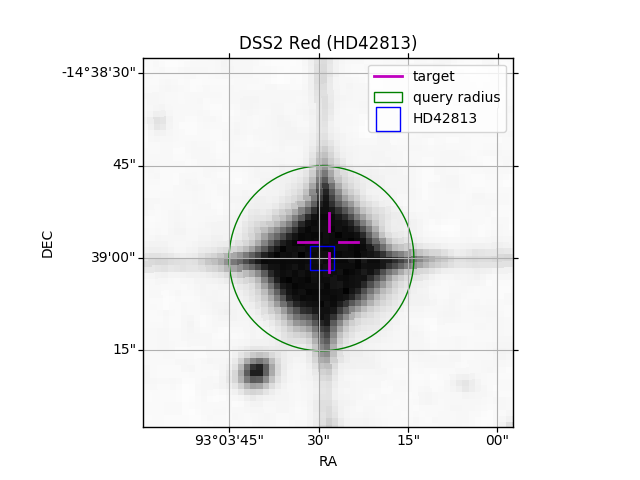 DSS2 Red (HD42813)
target
query radius
HD42813
-14°38'30"
45"
39'00"
15"
DEC
93°03'45"
30"
15"
00"
RA